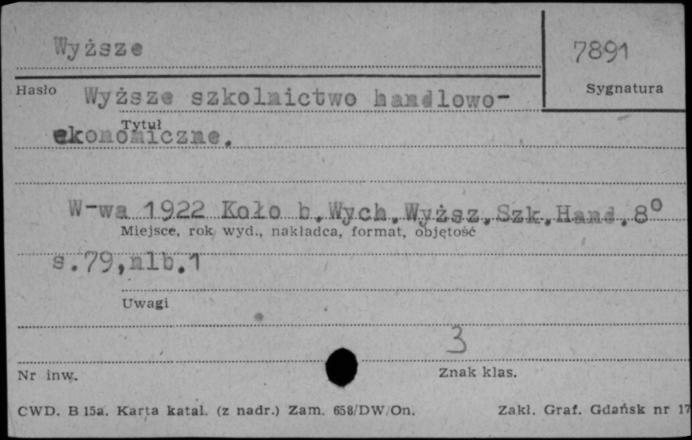 Wyższe
7891
Hasło
Sygnatura
Wyższe szkolnictwo handlowo-
Tytuł
ekonomiczne.
W-wa 1922 Koło b.Wych.Wyższ.Szk.Hand.8°
Miejsce, rok wyd., nakładca, format, objętość
s.79,nlb.1
Uwagi
3
Nr inw.
Znak klas.
CWD. B 15a. Karta katal. (z nadr.) Zam. 658/DW/On.
Zakł. Graf. Gdańsk nr 17